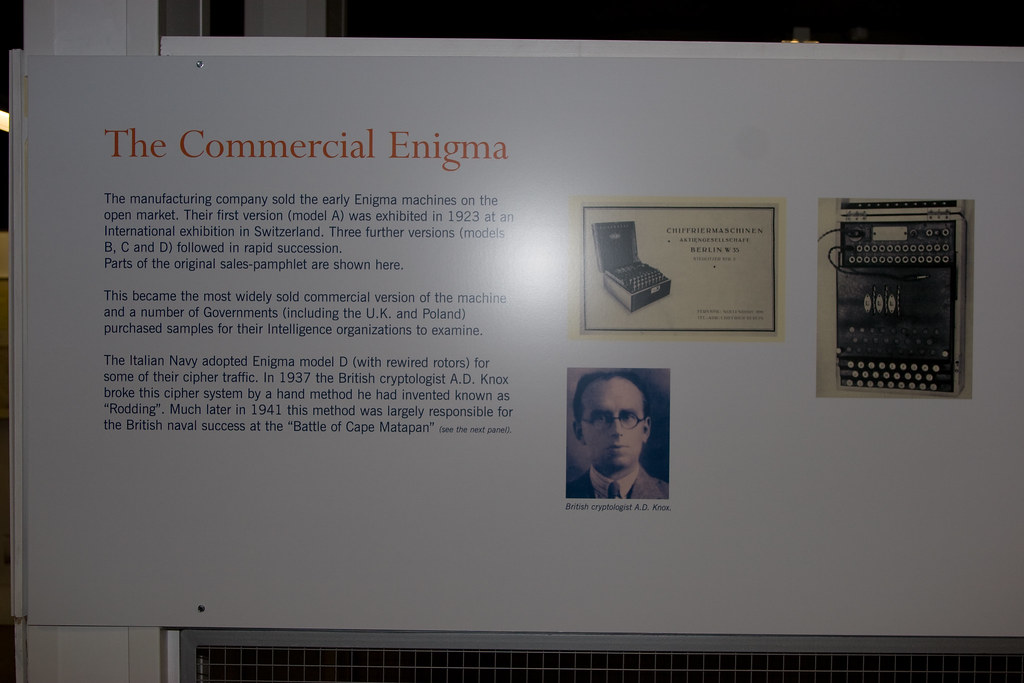 The Commercial Enigma
The manufacturing company sold the early Enigma machines on the
open market. Their first version (model A) was exhibited in 1923 at an
International exhibition in Switzerland. Three further versions (models
B, C and D) followed in rapid succession.
Parts of the original sales-pamphlet are shown here.
This became the most widely sold commercial version of the machine
and a number of Governments (including the U.K. and Poland)
purchased samples for their Intelligence organizations to examine.
The Italian Navy adopted Enigma model D (with rewired rotors) for
some of their cipher traffic. In 1937 the British cryptologist A.D. Knox
broke this cipher system by a hand method he had invented known as
“Rodding”. Much later in 1941 this method was largely responsible for
the British naval success at the “Battle of Cape Matapan” (see the next panel).
CHIFFRIERMASCHINEN
AKTIENGESELLSCHAFT
BERLIN W 35
British cryptologist A.D. Knox.